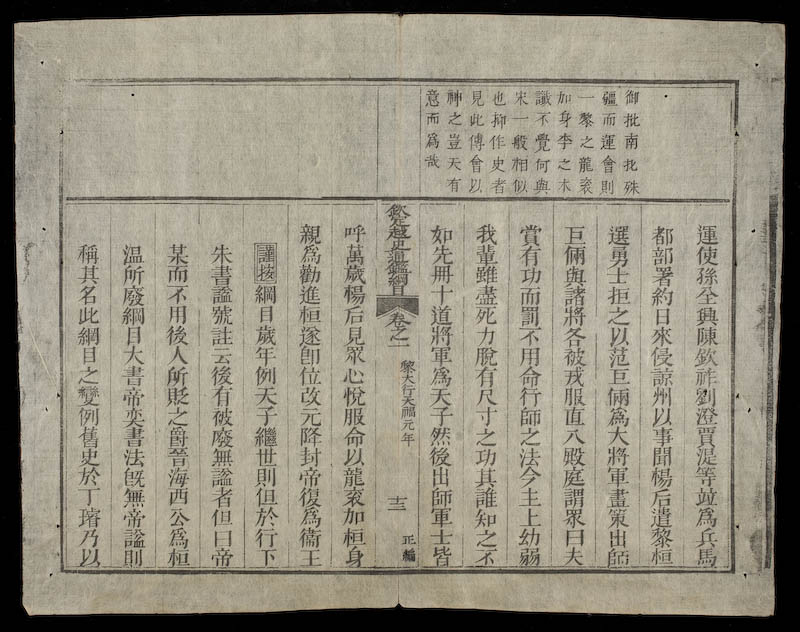 御批南北殊
疆而運會則
一黎之龍袞
加身李之木
讖不覺何與
宋一般相似
也抑作史者
見此傅會以
神之豈天有
意而為哉
運使孫全興陳欽祚劉澄賈湜等竝為兵馬
都部署約日來侵諒州以事聞楊后遣黎桓
選勇士拒之以范巨倆為大將軍畫策出師
巨倆與諸將各被戎服直入殿庭謂眾曰夫
賞有功而罰不用命行師之法今主上幼弱
我輩雖盡死力脫有尺寸之功其誰知之不
如先冊十道將軍為天子然後出師軍士皆
欽定越史通鑑綱目
卷之一
黎大行天福元年
十三
正編
呼萬歲楊后見眾心悅服命以龍袞加桓身
親為勸進桓遂卽位改元降封帝復為衞王
謹按綱目歲年例天子繼世則但於行下
朱書謚號註云後有破廢無謚者但曰帝
某而不用後人所貶之爵晉海西公為桓
溫所廢綱目大書帝奕書法旣無帝謚則
稱其名此綱目之變例舊史於丁璿乃以